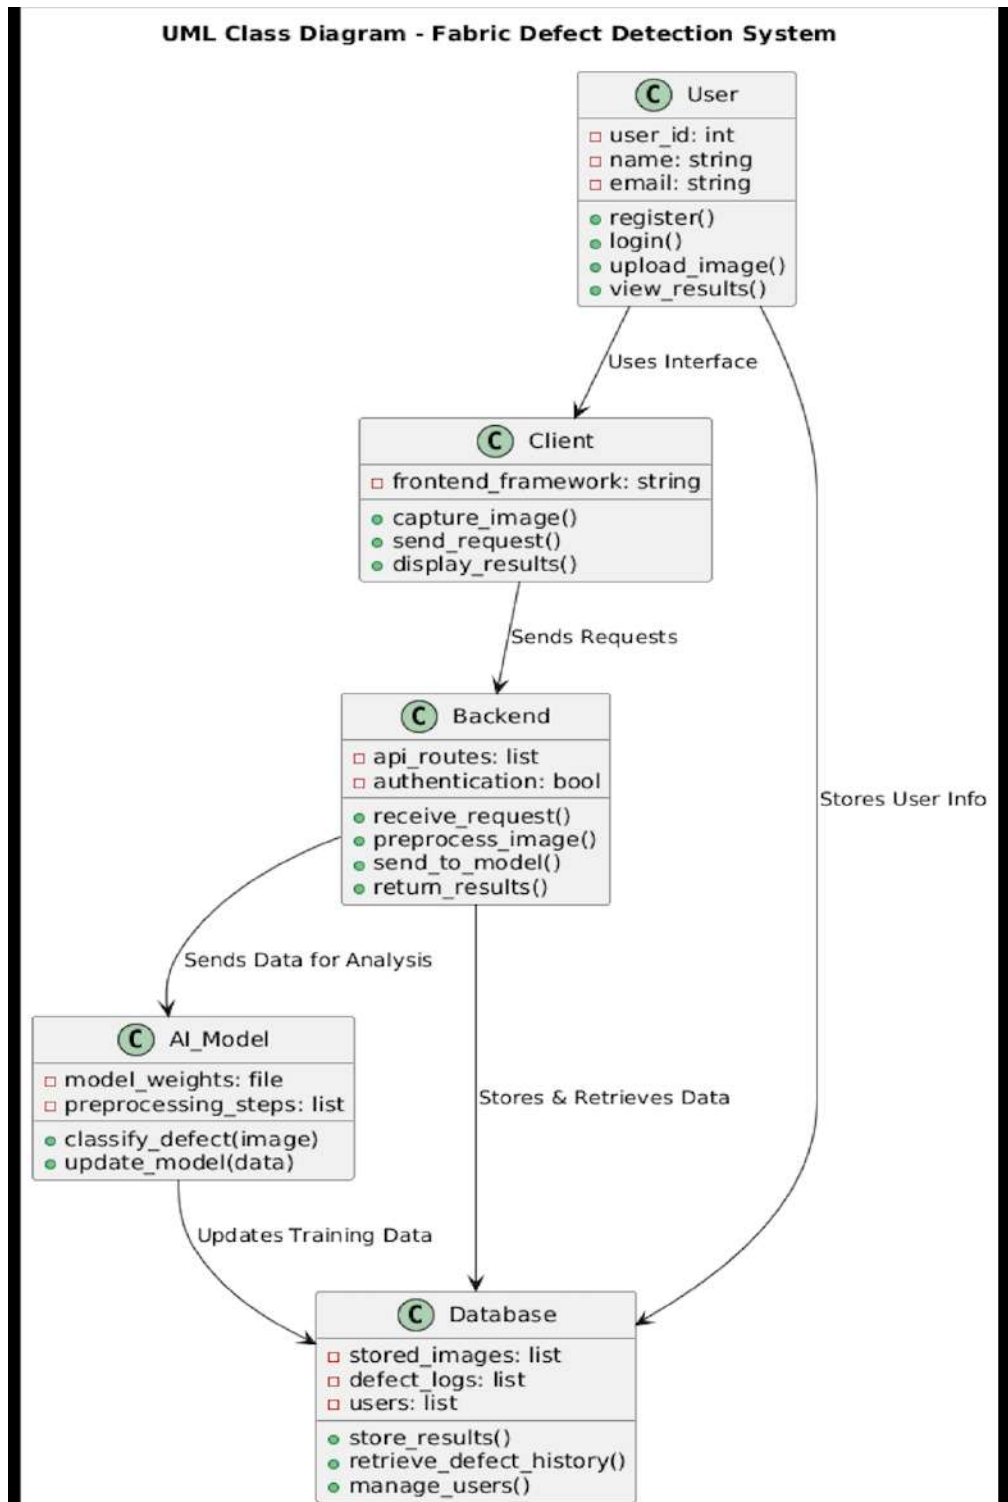 UML Class Diagram - Fabric Defect Detection System
C User
user_id: int
name: string
email: string
register()
login()
upload_image()
view_results()
Uses Interface
C Client
frontend_framework: string
capture_image()
send_request()
display_results()
Sends Requests
C Backend
api_routes: list
authentication: bool
receive_request()
preprocess_image()
send_to_model()
return_results()
Stores User Info
Sends Data for Analysis
C AI_Model
model_weights: file
preprocessing_steps: list
classify_defect(image)
update_model(data)
Stores & Retrieves Data
Updates Training Data
C Database
stored_images: list
defect_logs: list
users: list
store_results()
retrieve_defect_history()
manage_users()